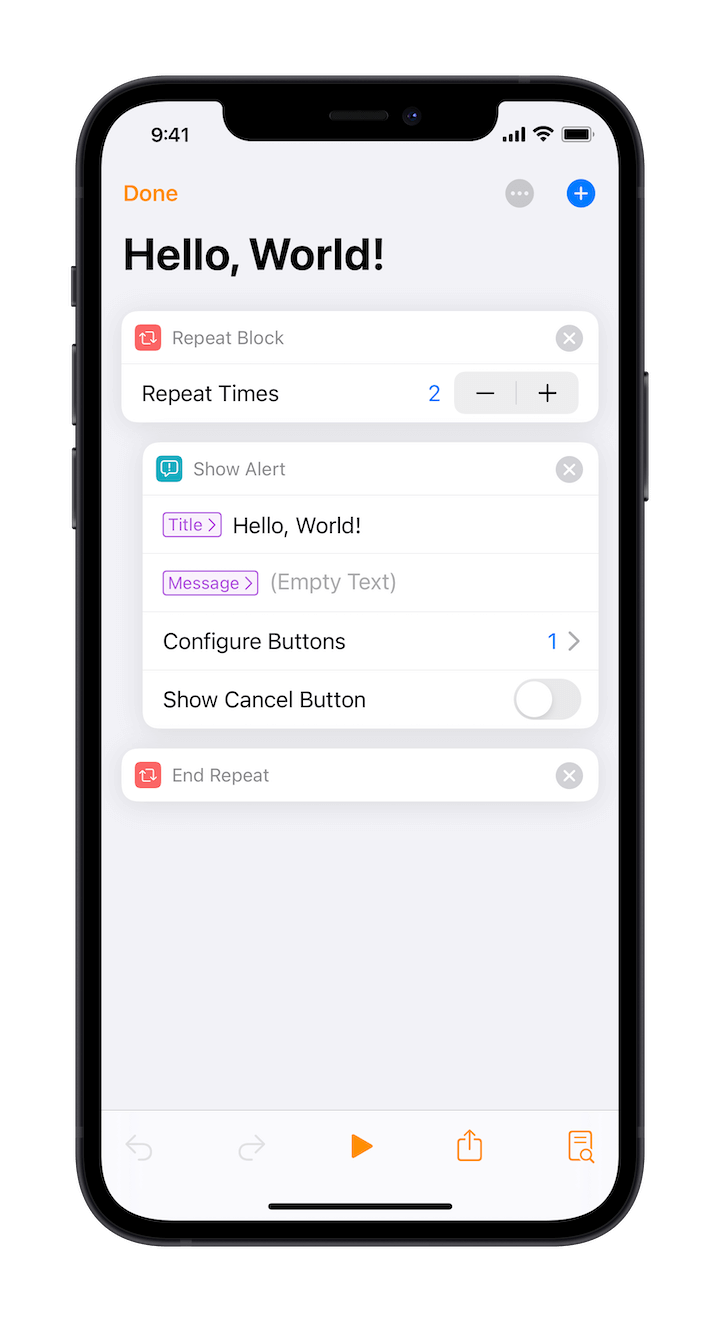 9:41
Done
Hello, World!
Repeat Block
Repeat Times 2
Show Alert
Title Hello, World!
Message (Empty Text)
Configure Buttons 1
Show Cancel Button
End Repeat